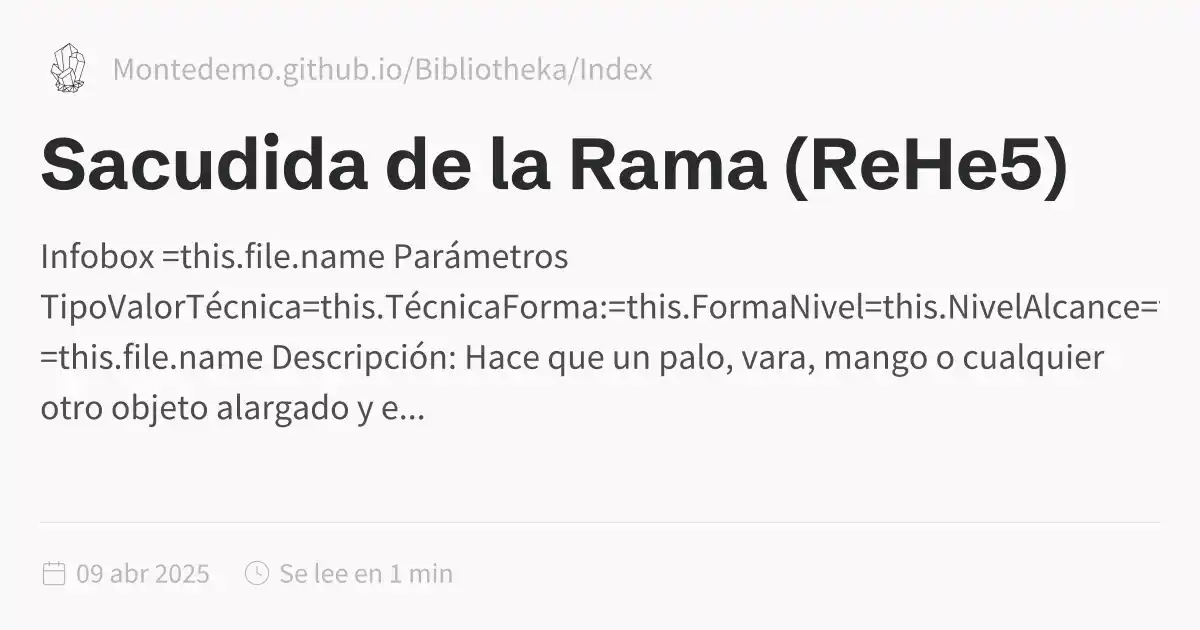 Montedemo.github.io/Bibliotheka/Index
Sacudida de la Rama (ReHe5)
Infobox =this.file.name Parámetros
TipoValorTécnica=this.TécnicaForma:=this.FormaNivel=this.NivelAlcance=
=this.file.name Descripción: Hace que un palo, vara, mango o cualquier
otro objeto alargado y e...
09 abr 2025 Se lee en 1 min